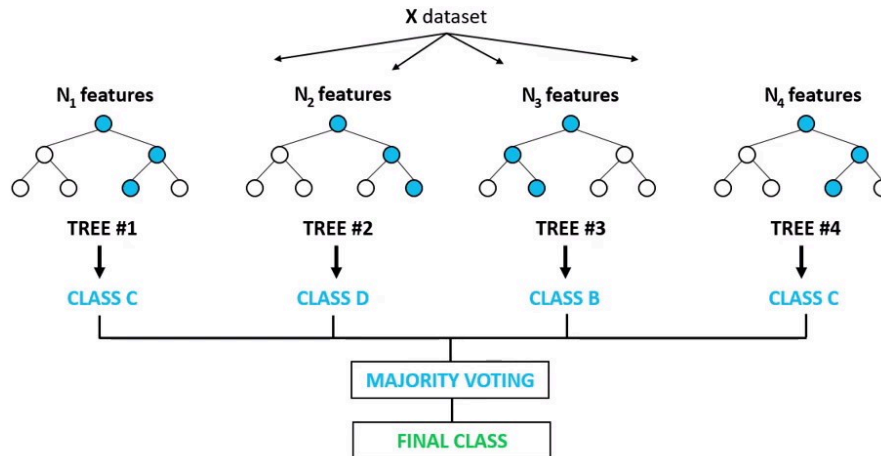 X dataset
N₁ features
N₂ features
N₃ features
N₄ features
TREE #1
TREE #2
TREE #3
TREE #4
CLASS C
CLASS D
CLASS B
CLASS C
MAJORITY VOTING
FINAL CLASS